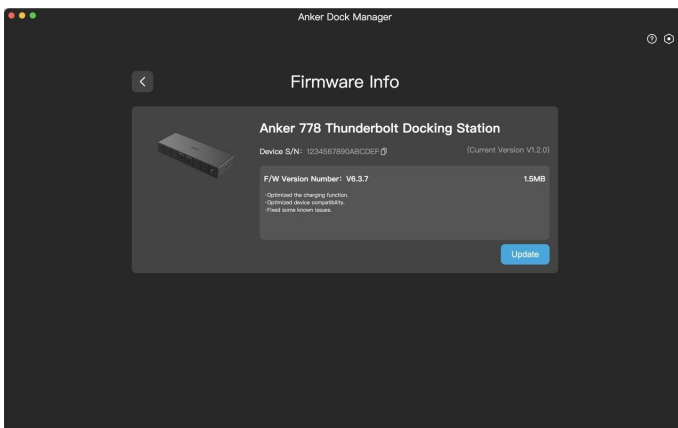 Anker Dock Manager
Firmware Info
Anker 778 Thunderbolt Docking Station
Device S/N: 1234567890ABCDEF (Current Version V1.2.0)
F/W Version Number: V6.3.7 1.5MB
-Optimized the charging function.
-Optimized device compatibility.
-Fixed some known issues.
Update